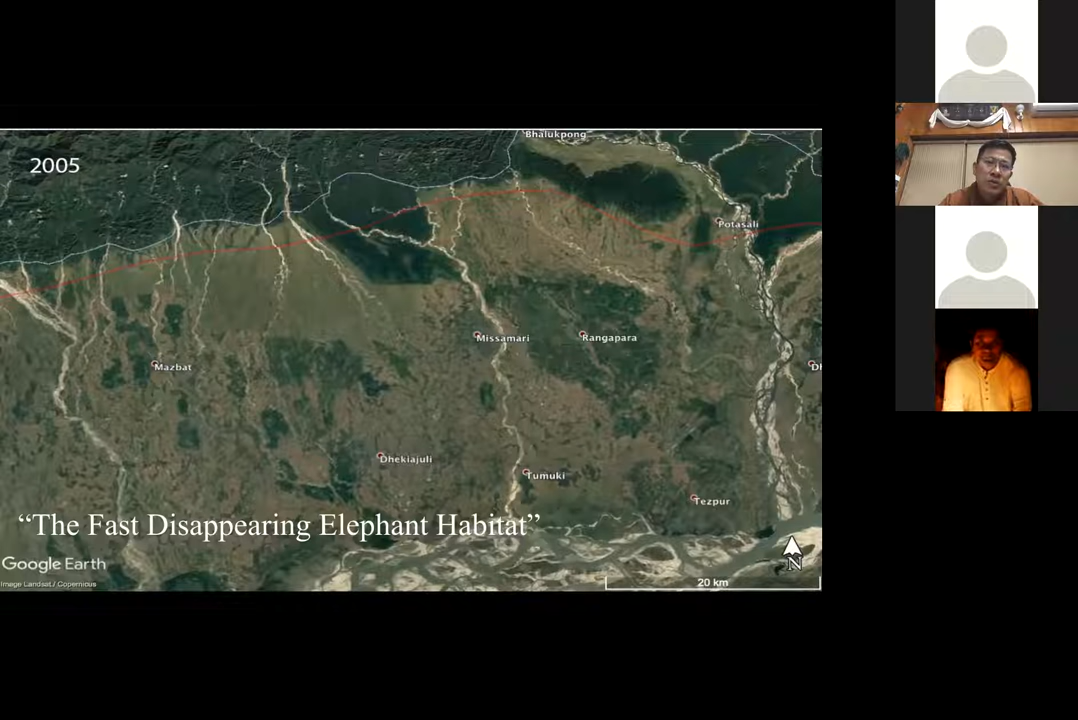 Bhalukpong
2005
Potasali
Missamari
Rangapara
Mazbat
Dhekiajuli
Tumuki
Tezpur
“The Fast Disappearing Elephant Habitat”
Google Earth
Image Landsat / Copernicus
20 km
N